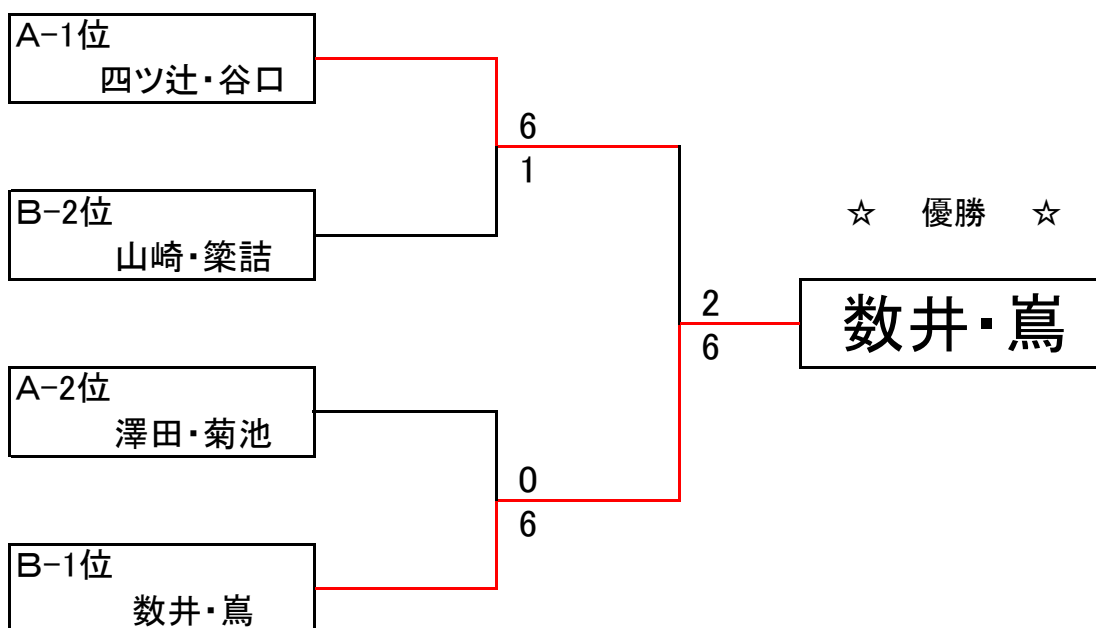 A-1位
四ツ辻・谷口
6
1
B-2位
山崎・簗詰
☆ 優勝 ☆
数井・嶌
2
6
A-2位
澤田・菊池
0
6
B-1位
数井・嶌